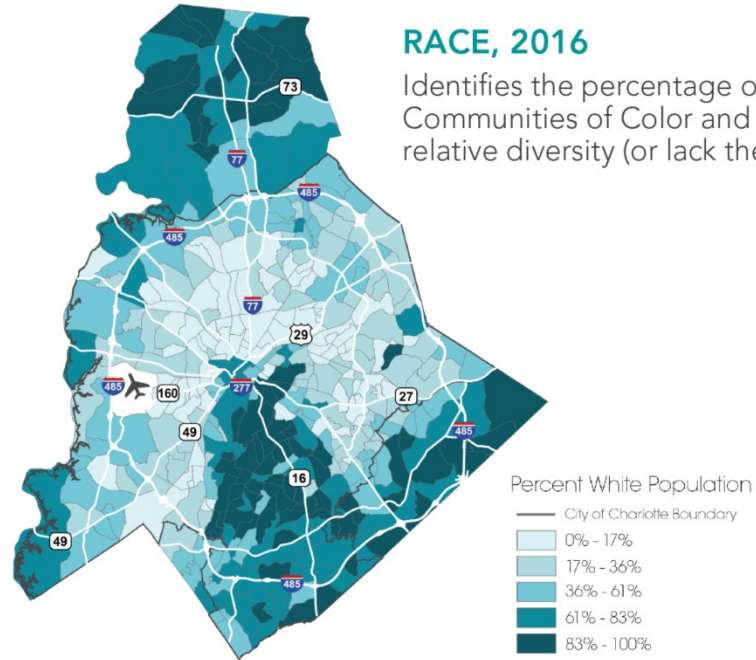 RACE, 2016
Identifies the percentage o
Communities of Color and
relative diversity (or lack the
73
77
485
485
77
29
485
160
277
27
49
485
16
49
485
Percent White Population
City of Charlotte Boundary
0% - 17%
17% - 36%
36% - 61%
61% - 83%
83% - 100%